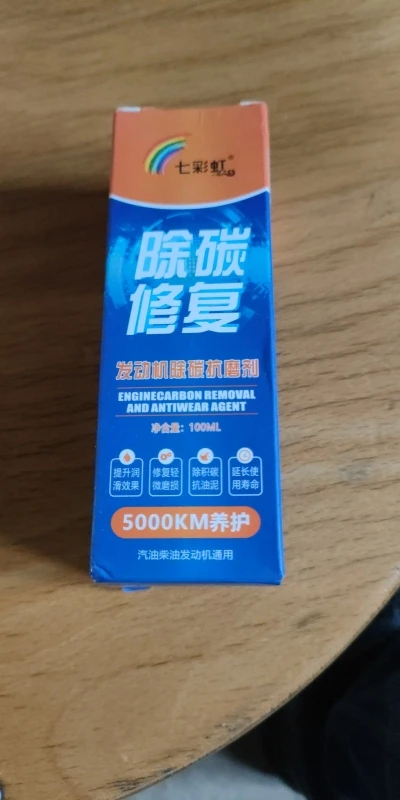 七彩虹®
除碳
修复
发动机除碳抗磨剂
ENGINECARBON REMOVAL
AND ANTIWEAR AGENT
净含量：100ML
提升润
滑效果
修复轻
微磨损
除积碳
抗油泥
延长使
用寿命
5000KM养护
汽油柴油发动机通用